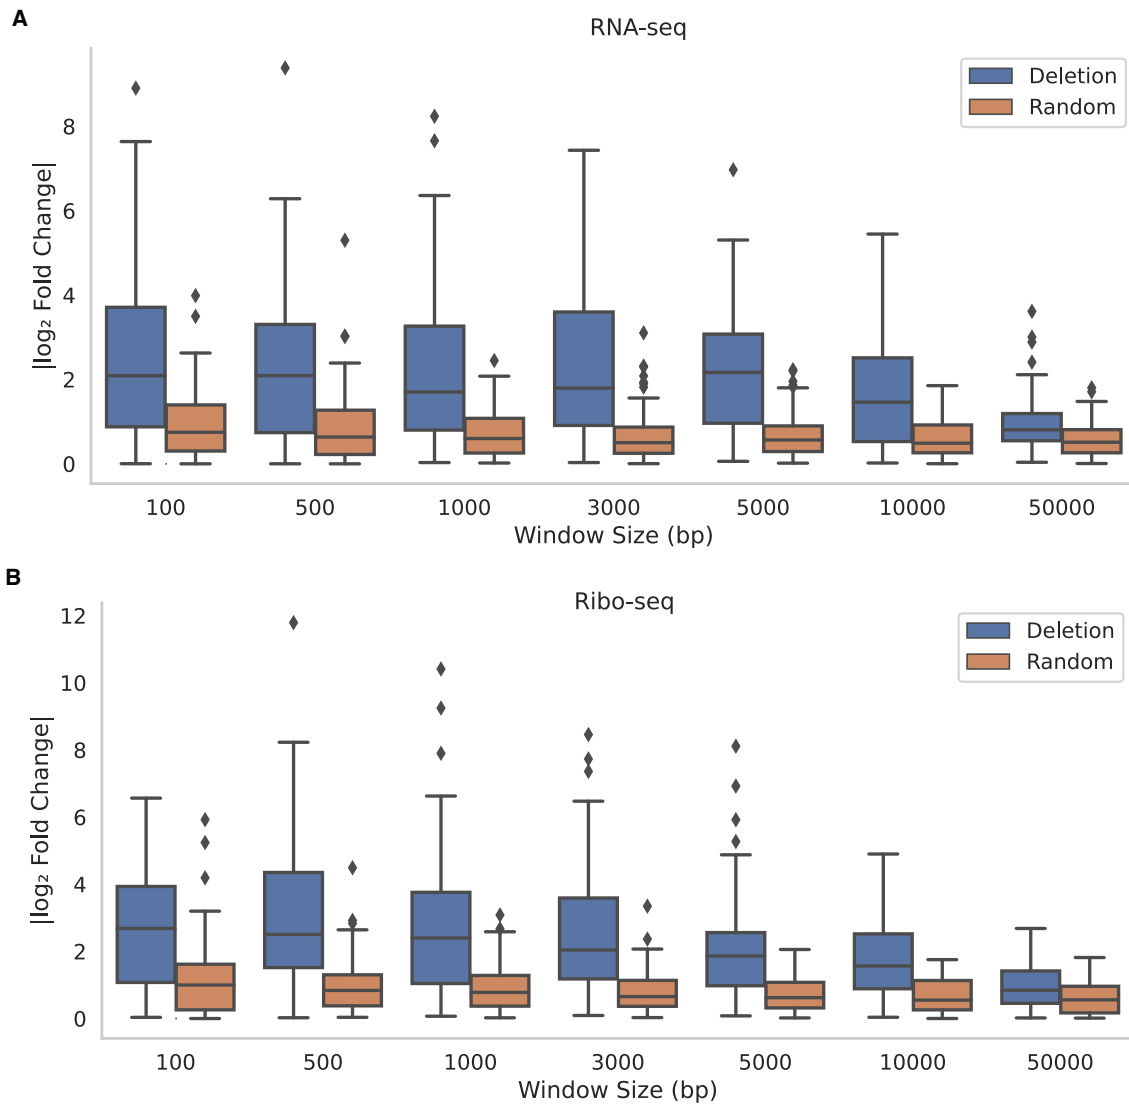 A
RNA-seq
Deletion
Random
|log₂ Fold Change|
8
6
4
2
0
100 500 1000 3000 5000 10000 50000
Window Size (bp)
B
Ribo-seq
Deletion
Random
|log₂ Fold Change|
12
10
8
6
4
2
0
100 500 1000 3000 5000 10000 50000
Window Size (bp)